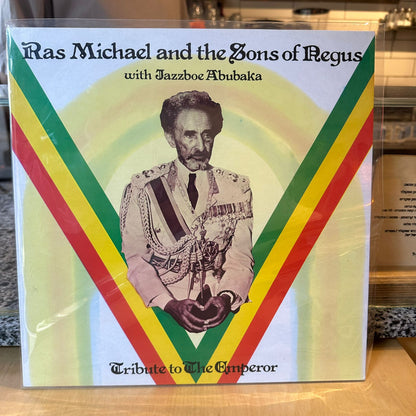 Ras Michael and the Sons of Negus
with Jazzboe Abubaka
Tribute to The Emperor